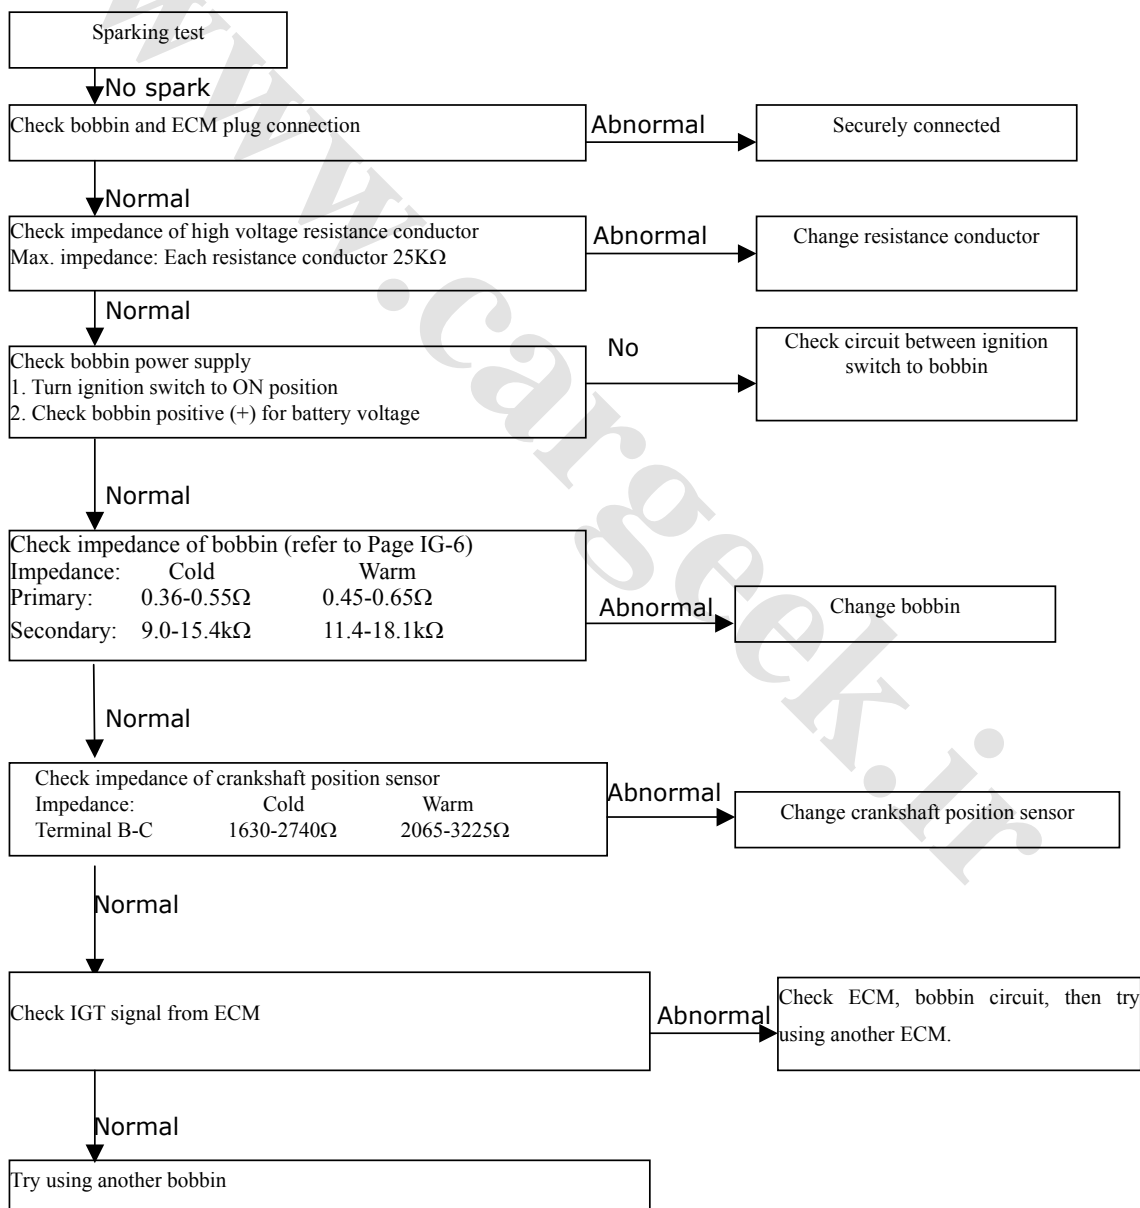 Sparking test
No spark
Check bobbin and ECM plug connection
Abnormal
Securely connected
Normal
Check impedance of high voltage resistance conductor
Max. impedance: Each resistance conductor 25KΩ
Abnormal
Change resistance conductor
Normal
Check bobbin power supply
1. Turn ignition switch to ON position
2. Check bobbin positive (+) for battery voltage
No
Check circuit between ignition
switch to bobbin
Normal
Check impedance of bobbin (refer to Page IG-6)
Impedance: Cold Warm
Primary: 0.36-0.55Ω 0.45-0.65Ω
Secondary: 9.0-15.4kΩ 11.4-18.1kΩ
Abnormal
Change bobbin
Normal
Check impedance of crankshaft position sensor
Impedance: Cold Warm
Terminal B-C 1630-2740Ω 2065-3225Ω
Abnormal
Change crankshaft position sensor
Normal
Check IGT signal from ECM
Abnormal
Check ECM, bobbin circuit, then try
using another ECM.
Normal
Try using another bobbin
www.cargeek.ir